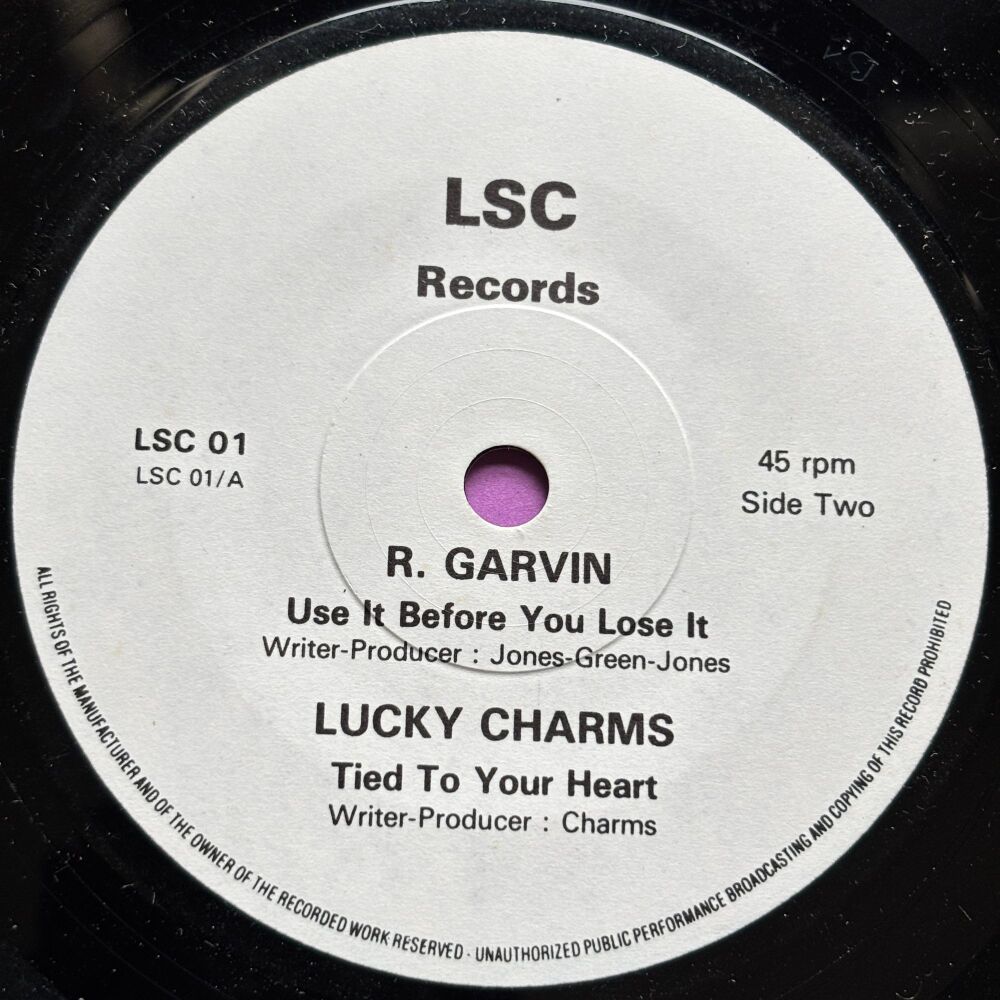 LSC
Records
LSC 01
LSC 01/A
45 rpm
Side Two
R. GARVIN
Use It Before You Lose It
Writer-Producer : Jones-Green-Jones
LUCKY CHARMS
Tied To Your Heart
Writer-Producer : Charms
ALL RIGHTS OF THE MANUFACTURER AND OF THE OWNER OF THE RECORDED WORK RESERVED - UNAUTHORIZED PUBLIC PERFORMANCE BROADCASTING AND COPYING OF THIS RECORD PROHIBITED